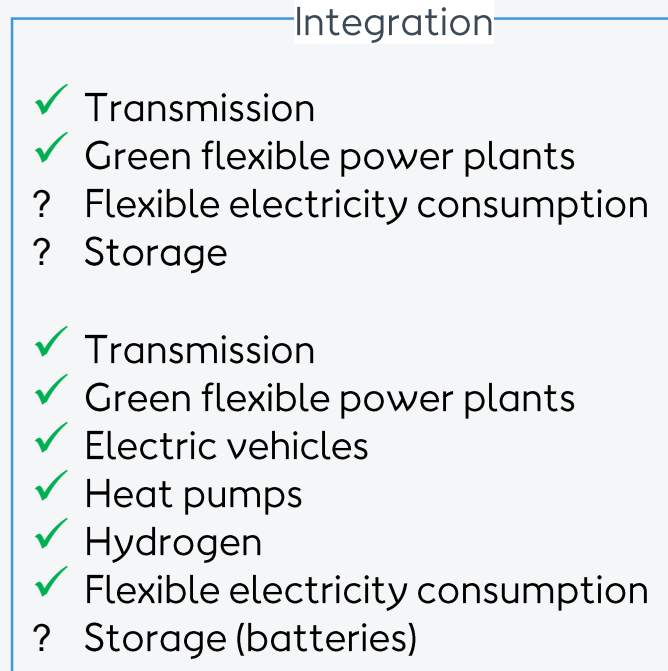 Integration
✓ Transmission
✓ Green flexible power plants
? Flexible electricity consumption
? Storage
✓ Transmission
✓ Green flexible power plants
✓ Electric vehicles
✓ Heat pumps
✓ Hydrogen
✓ Flexible electricity consumption
? Storage (batteries)